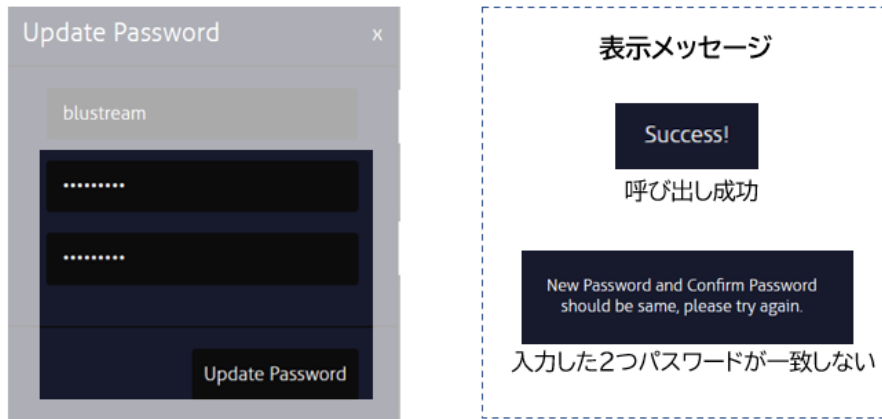 Update Password
x
blustream
•••••••••
•••••••••
Update Password
表示メッセージ
Success!
呼び出し成功
New Password and Confirm Password
should be same, please try again.
入力した2つパスワードが一致しない